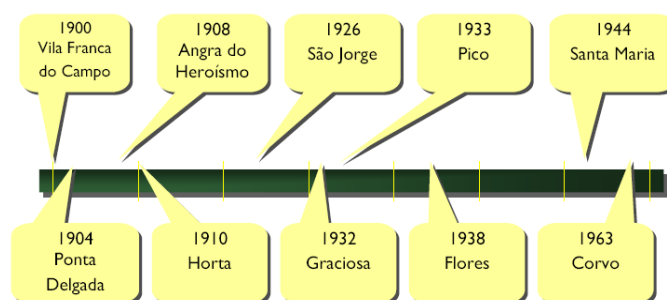 1900
Vila Franca
do Campo
1908
Angra do
Heroísmo
1926
São Jorge
1933
Pico
1944
Santa Maria
1904
Ponta
Delgada
1910
Horta
1932
Graciosa
1938
Flores
1963
Corvo